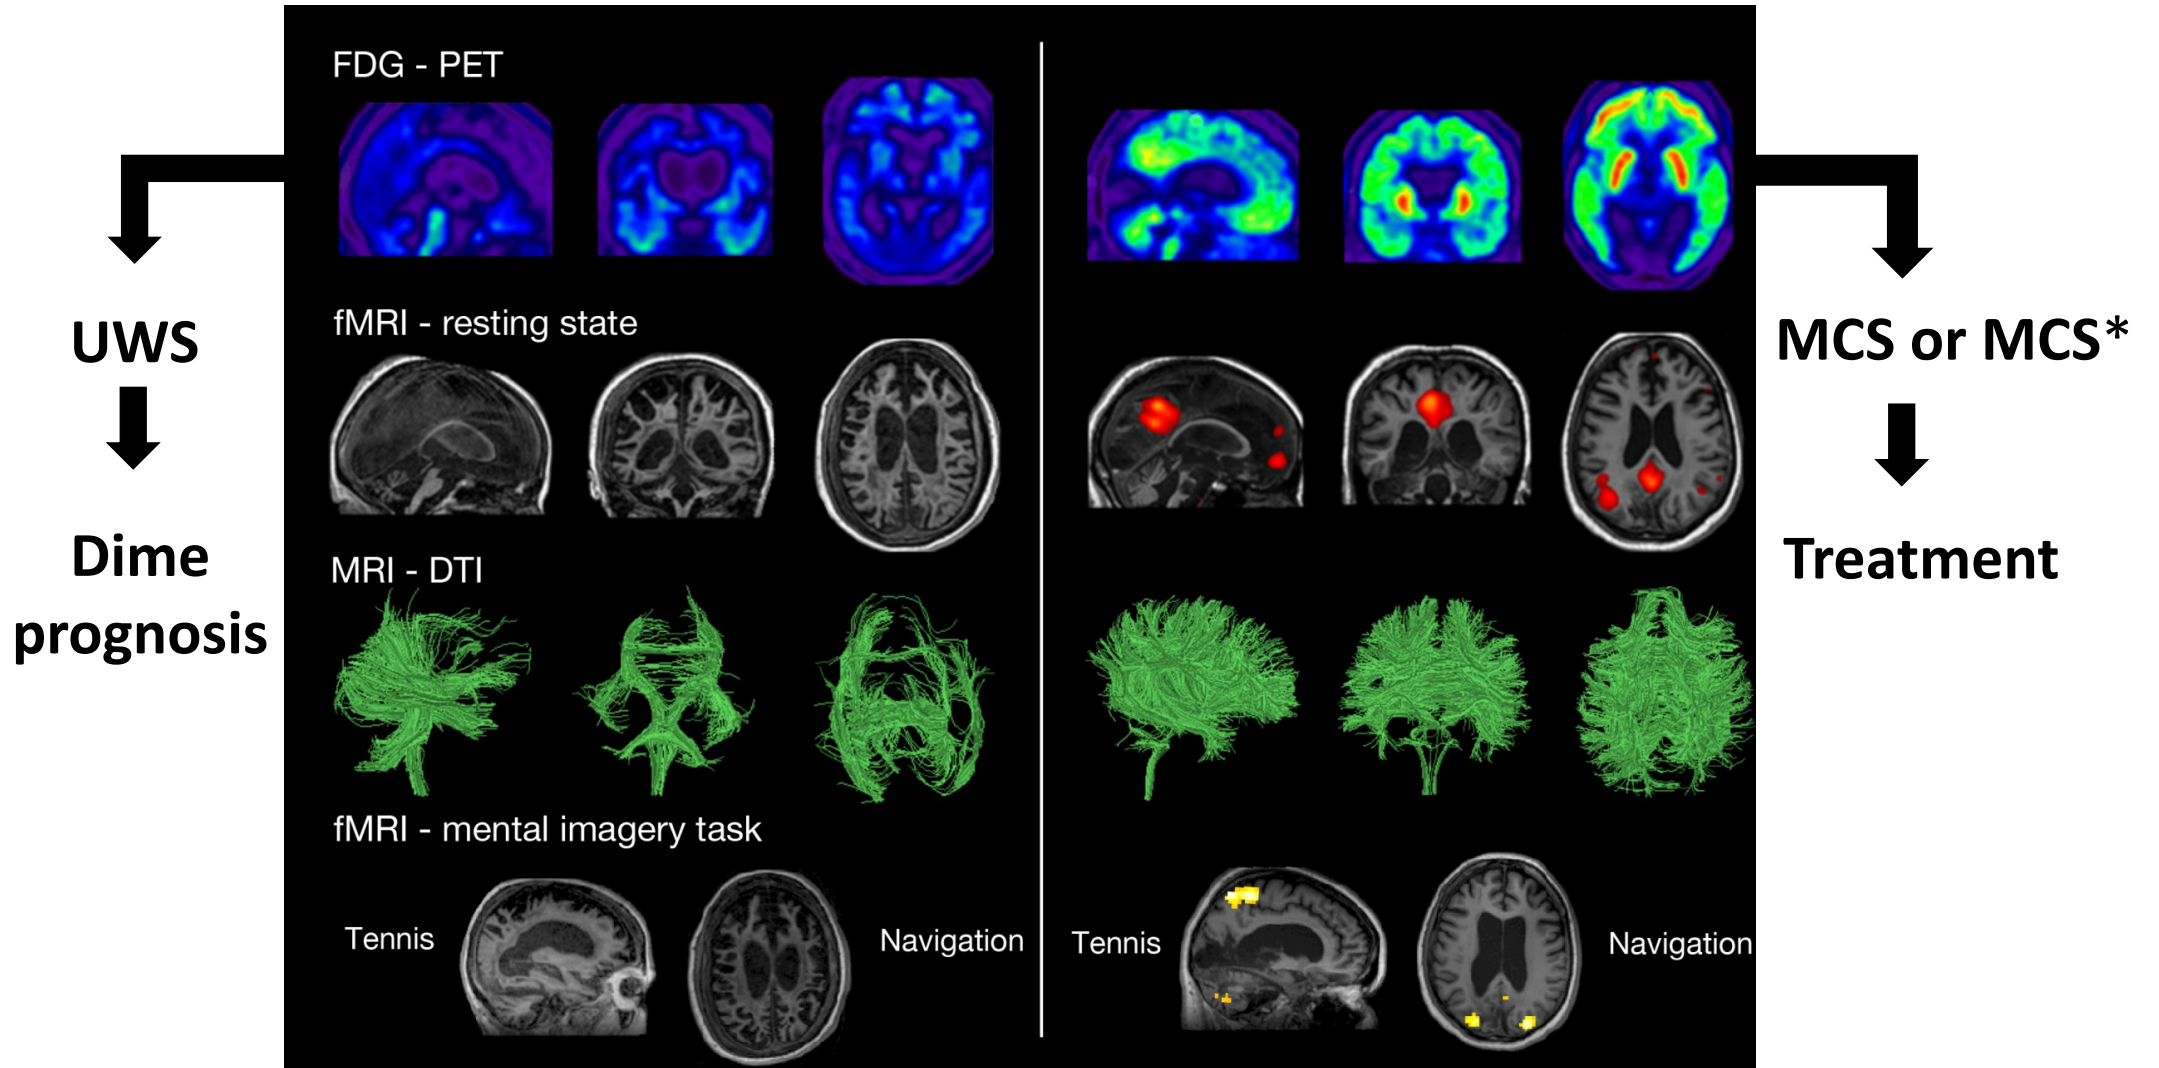 FDG - PET
fMRI - resting state
MRI - DTI
fMRI - mental imagery task
Tennis
Navigation
Tennis
Navigation
UWS
Dime
prognosis
MCS or MCS*
Treatment